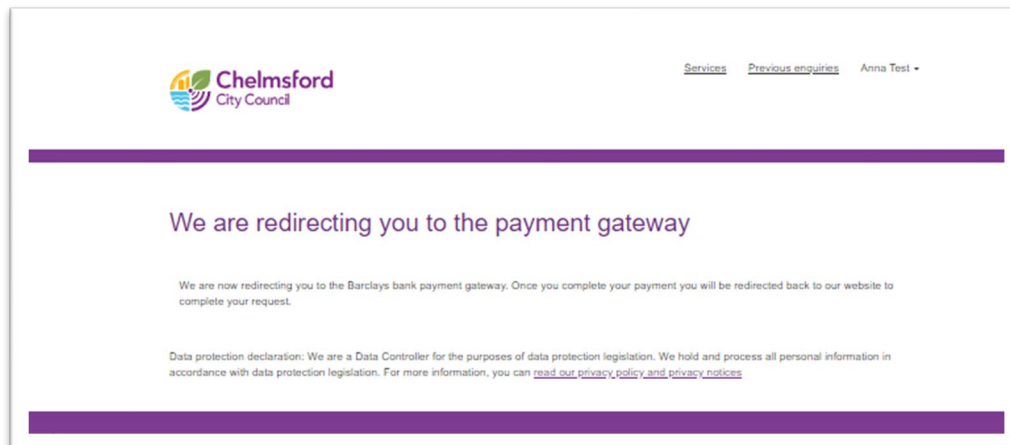 Chelmsford
City Council
Services Previous enquiries Anna Test
We are redirecting you to the payment gateway
We are now redirecting you to the Barclays bank payment gateway. Once you complete your payment you will be redirected back to our website to
complete your request.
Data protection declaration: We are a Data Controller for the purposes of data protection legislation. We hold and process all personal information in
accordance with data protection legislation. For more information, you can read our privacy policy and privacy notices